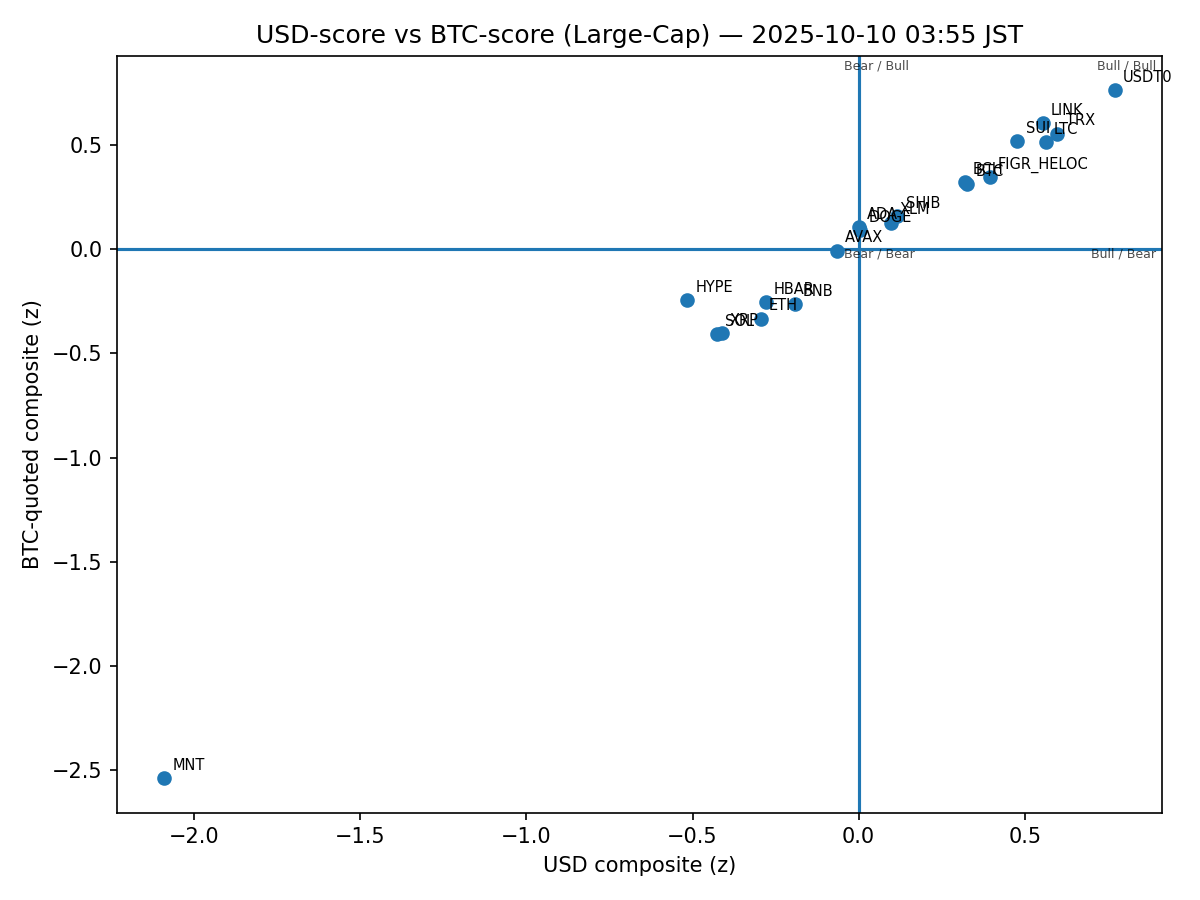 USD-score vs BTC-score (Large-Cap) — 2025-10-10 03:55 JST
Bear / Bull
Bull / Bull
USDT0
LINK
TRX
SUI
LTC
BCH
BTC
FIGR_HELOC
SHIB
XLM
ADA
DOGE
AVAX
Bear / Bear
Bull / Bear
HYPE
HBAR
BNB
ETH
SOL
XRP
MNT
0.5
0.0
−0.5
−1.0
−1.5
−2.0
−2.5
BTC-quoted composite (z)
−2.0
−1.5
−1.0
−0.5
0.0
0.5
USD composite (z)